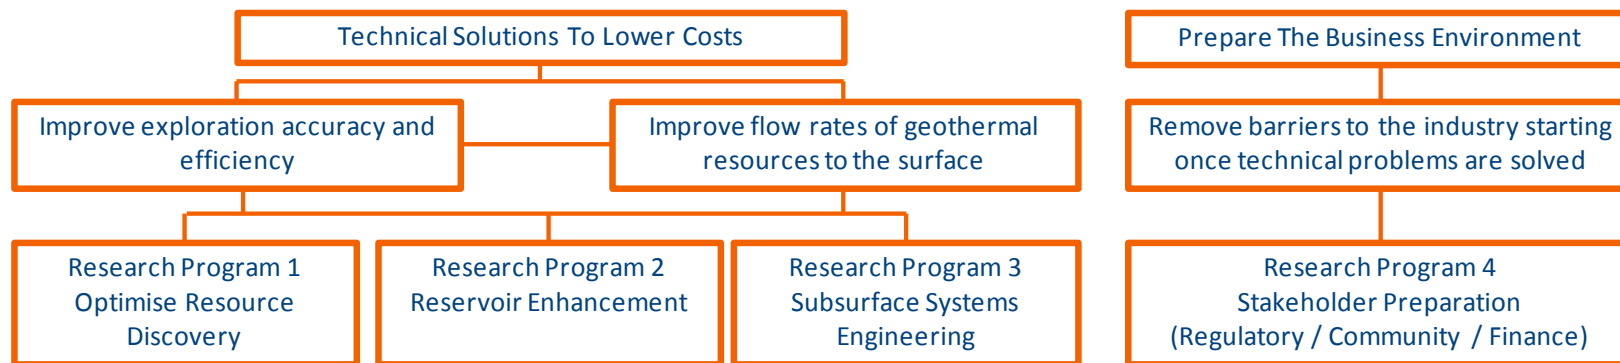 Technical Solutions To Lower Costs
Prepare The Business Environment
Improve exploration accuracy and
efficiency
Improve flow rates of geothermal
resources to the surface
Remove barriers to the industry starting
once technical problems are solved
Research Program 1
Optimise Resource
Discovery
Research Program 2
Reservoir Enhancement
Research Program 3
Subsurface Systems
Engineering
Research Program 4
Stakeholder Preparation
(Regulatory / Community / Finance)